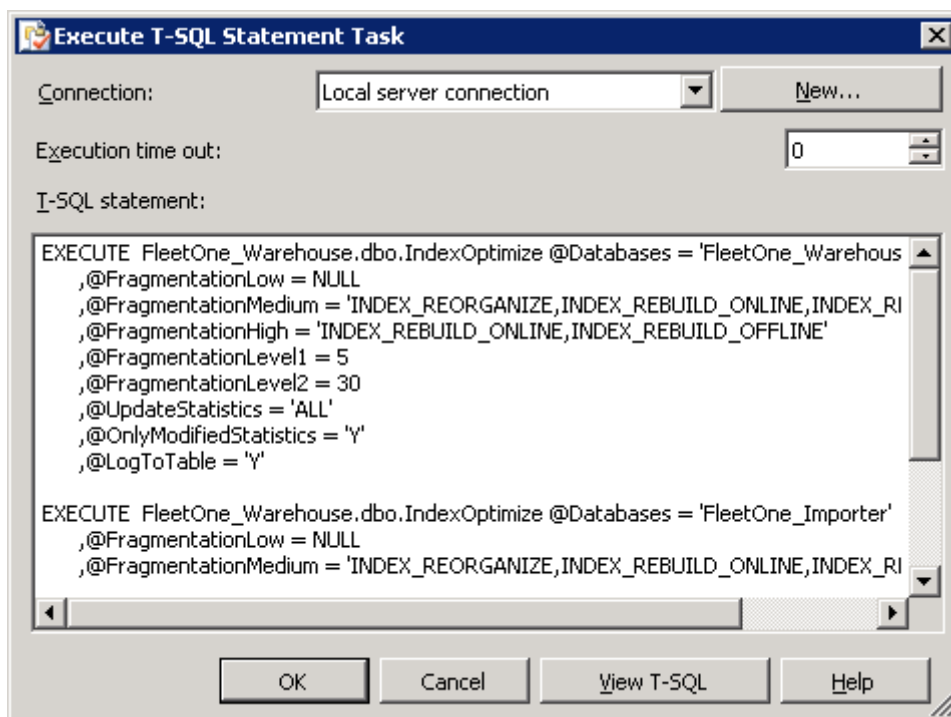 Execute T-SQL Statement Task
Connection: Local server connection New...
Execution time out: 0
T-SQL statement:
EXECUTE FleetOne_Warehouse.dbo.IndexOptimize @Databases = 'FleetOne_Warehous
,@FragmentationLow = NULL
,@FragmentationMedium = 'INDEX_REORGANIZE,INDEX_REBUILD_ONLINE,INDEX_RI
,@FragmentationHigh = 'INDEX_REBUILD_ONLINE,INDEX_REBUILD_OFFLINE'
,@FragmentationLevel1 = 5
,@FragmentationLevel2 = 30
,@UpdateStatistics = 'ALL'
,@OnlyModifiedStatistics = 'Y'
,@LogToTable = 'Y'
EXECUTE FleetOne_Warehouse.dbo.IndexOptimize @Databases = 'FleetOne_Importer'
,@FragmentationLow = NULL
,@FragmentationMedium = 'INDEX_REORGANIZE,INDEX_REBUILD_ONLINE,INDEX_RI
OK Cancel View T-SQL Help